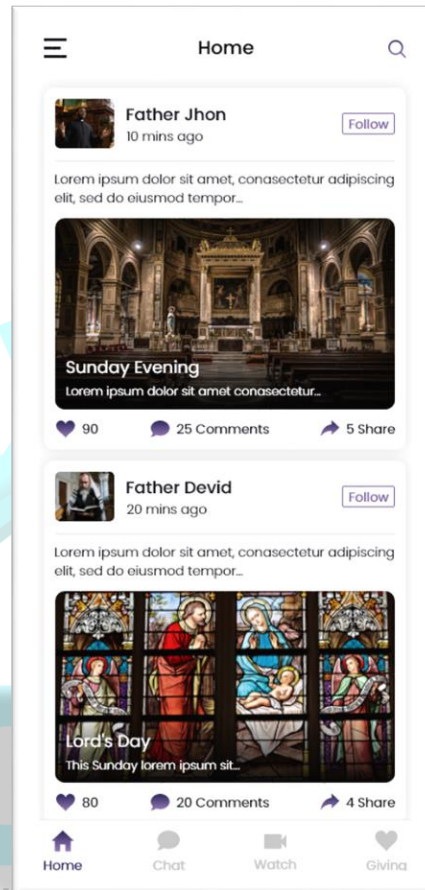 Home
Father Jhon
10 mins ago
Follow
Lorem ipsum dolor sit amet, conasectetur adipiscing
elit, sed do eiusmod tempor...
Sunday Evening
Lorem ipsum dolor sit amet conasectetur...
90
25 Comments
5 Share
Father Devid
20 mins ago
Follow
Lorem ipsum dolor sit amet, conasectetur adipiscing
elit, sed do eiusmod tempor...
Lord's Day
This Sunday lorem ipsum sit...
80
20 Comments
4 Share
Home
Chat
Watch
Giving